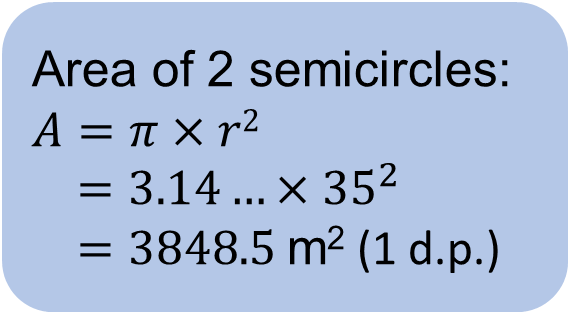 Area of 2 semicircles:
A = π × r²
= 3.14 … × 35²
= 3848.5 m² (1 d.p.)